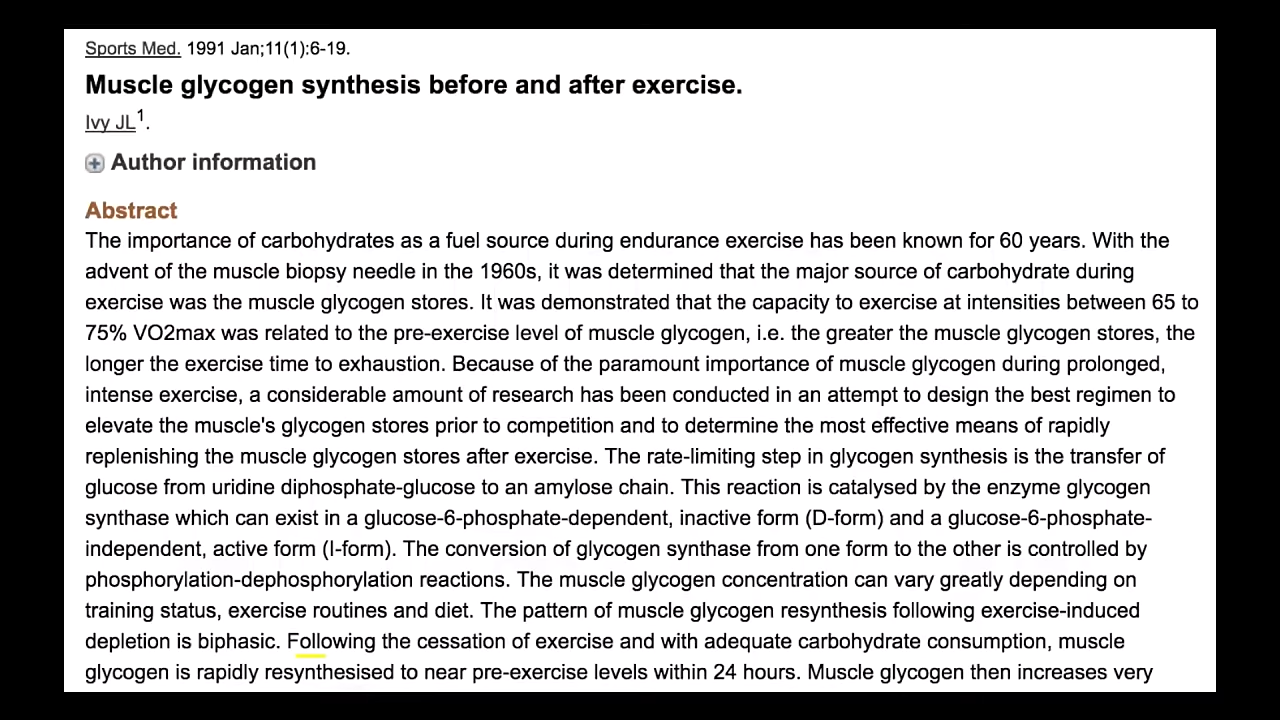 Sports Med. 1991 Jan;11(1):6-19.
Muscle glycogen synthesis before and after exercise.
Ivy JL1.
Author information
Abstract
The importance of carbohydrates as a fuel source during endurance exercise has been known for 60 years. With the
advent of the muscle biopsy needle in the 1960s, it was determined that the major source of carbohydrate during
exercise was the muscle glycogen stores. It was demonstrated that the capacity to exercise at intensities between 65 to
75% VO2max was related to the pre-exercise level of muscle glycogen, i.e. the greater the muscle glycogen stores, the
longer the exercise time to exhaustion. Because of the paramount importance of muscle glycogen during prolonged,
intense exercise, a considerable amount of research has been conducted in an attempt to design the best regimen to
elevate the muscle's glycogen stores prior to competition and to determine the most effective means of rapidly
replenishing the muscle glycogen stores after exercise. The rate-limiting step in glycogen synthesis is the transfer of
glucose from uridine diphosphate-glucose to an amylose chain. This reaction is catalysed by the enzyme glycogen
synthase which can exist in a glucose-6-phosphate-dependent, inactive form (D-form) and a glucose-6-phosphate-
independent, active form (I-form). The conversion of glycogen synthase from one form to the other is controlled by
phosphorylation-dephosphorylation reactions. The muscle glycogen concentration can vary greatly depending on
training status, exercise routines and diet. The pattern of muscle glycogen resynthesis following exercise-induced
depletion is biphasic. Following the cessation of exercise and with adequate carbohydrate consumption, muscle
glycogen is rapidly resynthesised to near pre-exercise levels within 24 hours. Muscle glycogen then increases very